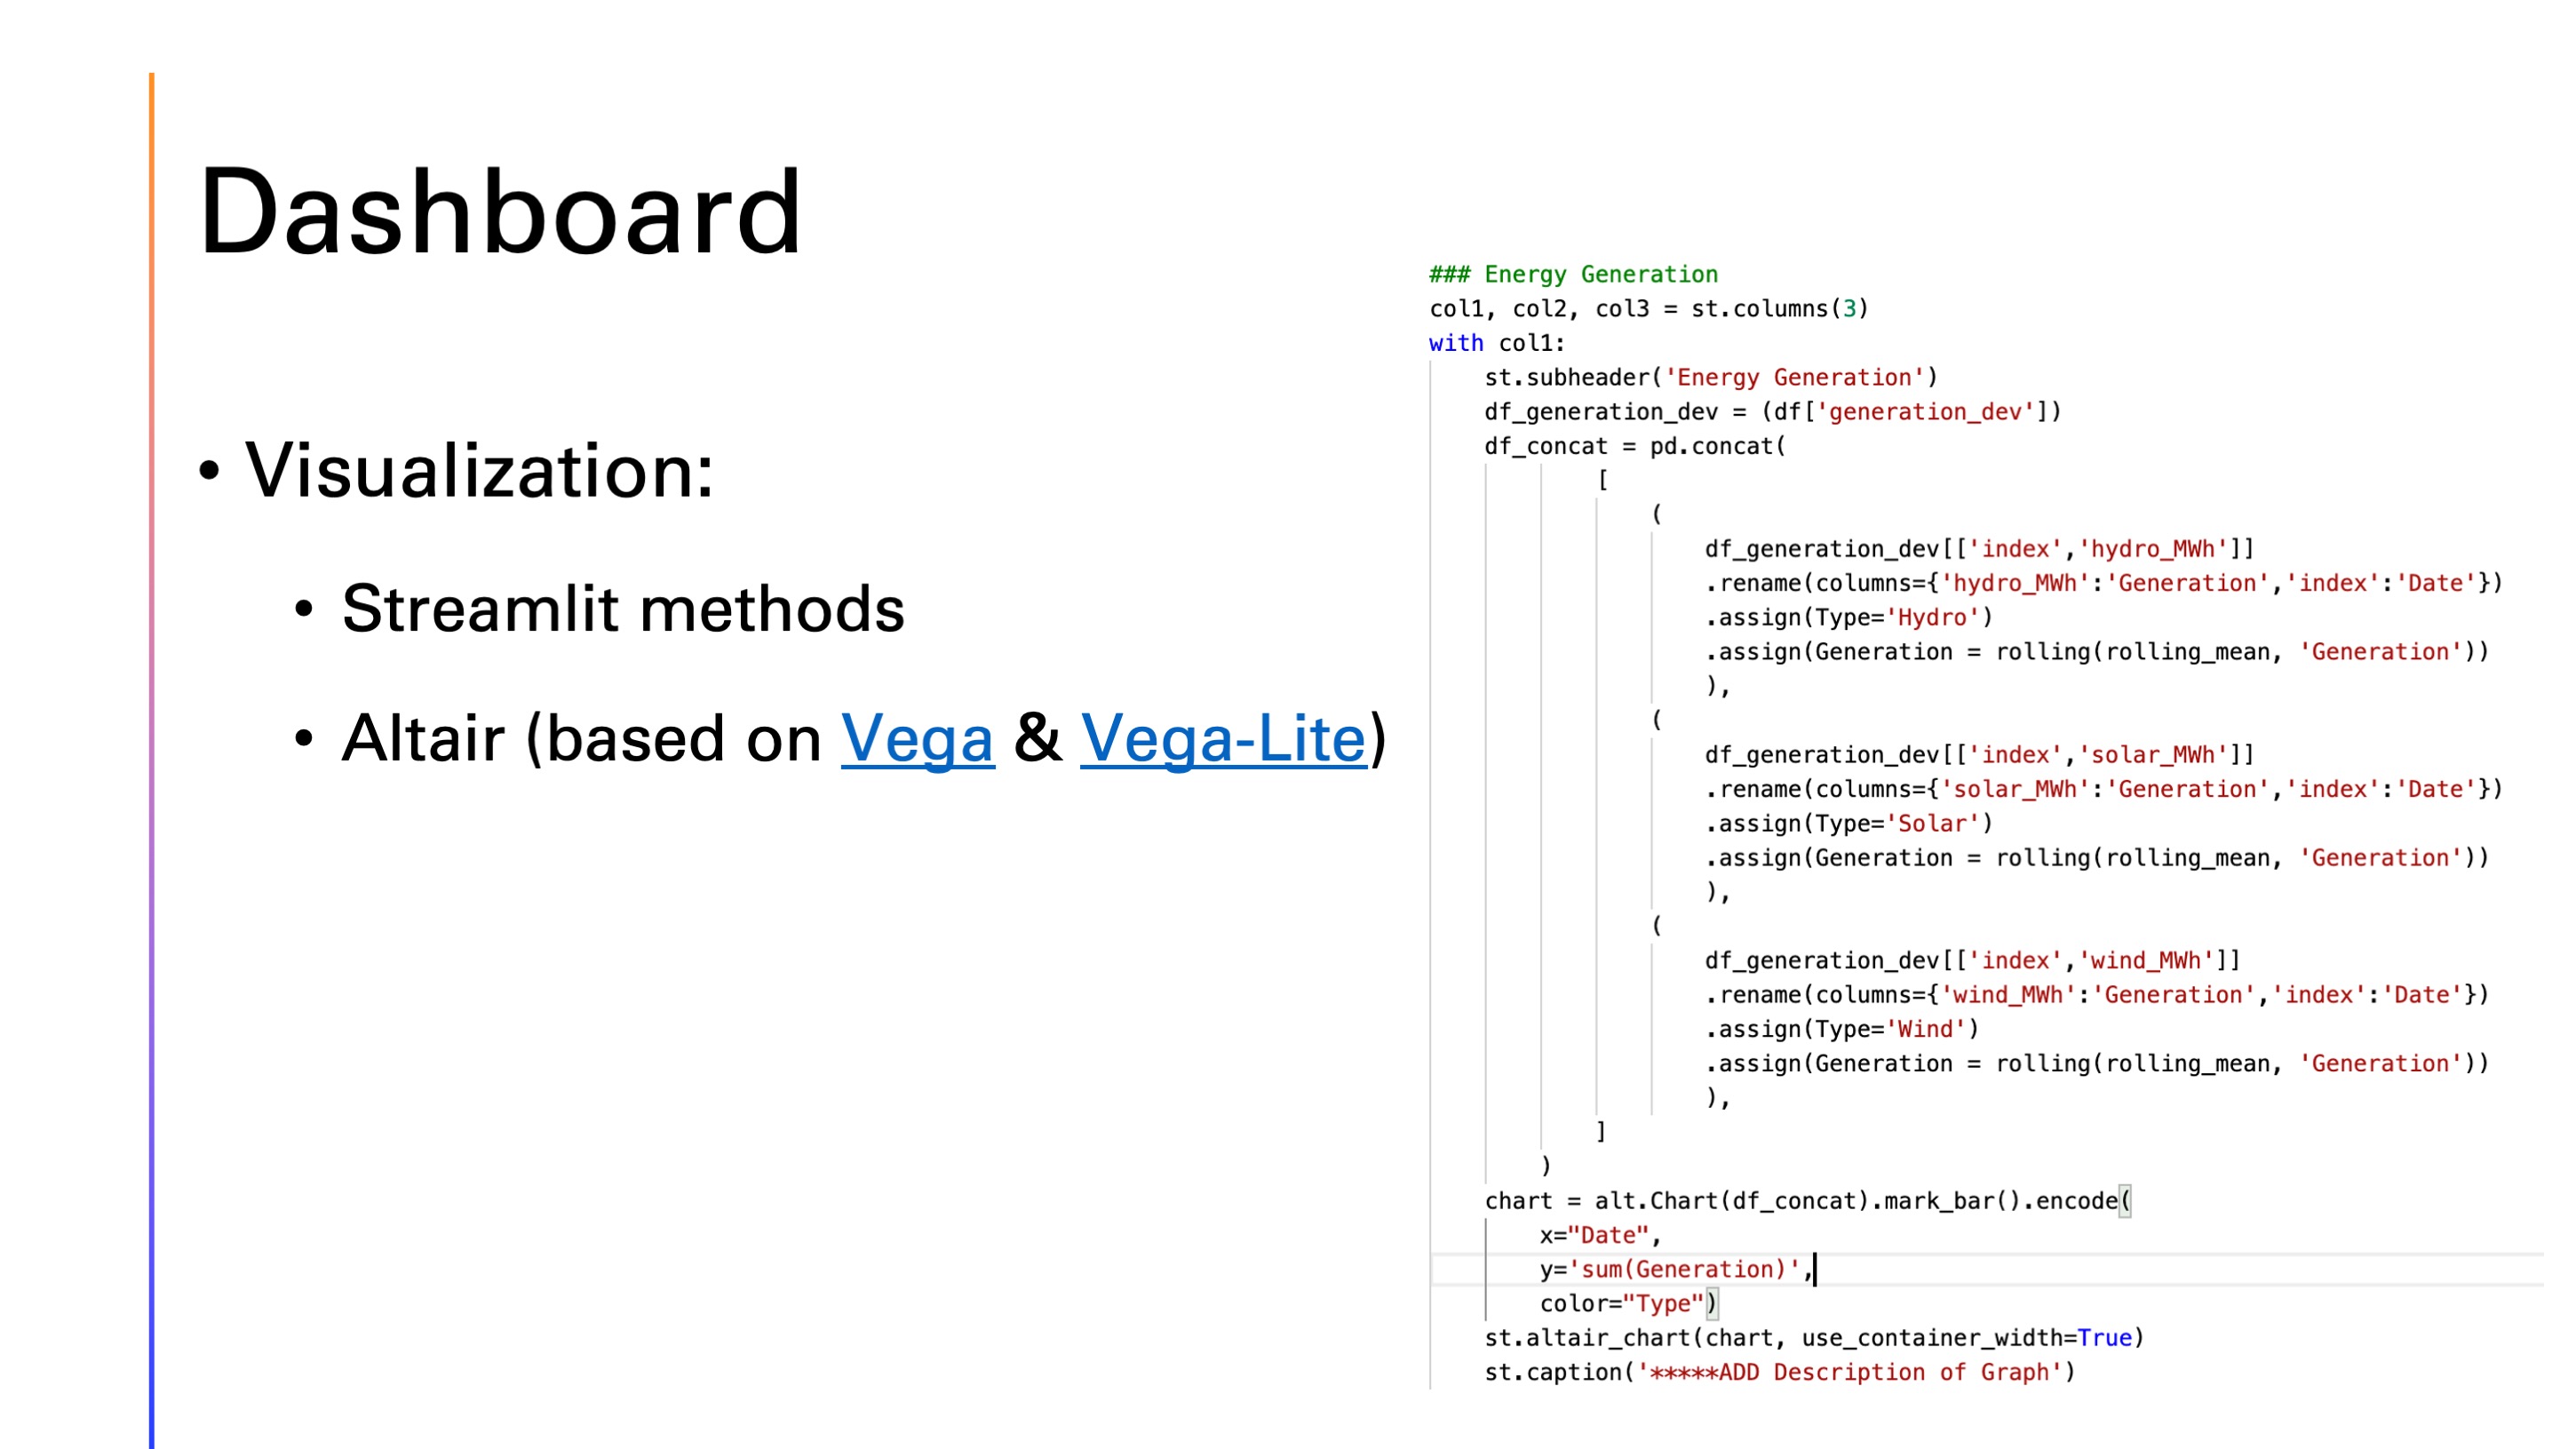 Dashboard
• Visualization:
• Streamlit methods
• Altair (based on Vega & Vega-Lite)
### Energy Generation
col1, col2, col3 = st.columns(3)
with col1:
    st.subheader('Energy Generation')
    df_generation_dev = (df['generation_dev'])
    df_concat = pd.concat(
            [
                (
                    df_generation_dev[['index','hydro_MWh']]
                    .rename(columns={'hydro_MWh':'Generation','index':'Date'})
                    .assign(Type='Hydro')
                    .assign(Generation = rolling(rolling_mean, 'Generation'))
                    ),
                (
                    df_generation_dev[['index','solar_MWh']]
                    .rename(columns={'solar_MWh':'Generation','index':'Date'})
                    .assign(Type='Solar')
                    .assign(Generation = rolling(rolling_mean, 'Generation'))
                    ),
                (
                    df_generation_dev[['index','wind_MWh']]
                    .rename(columns={'wind_MWh':'Generation','index':'Date'})
                    .assign(Type='Wind')
                    .assign(Generation = rolling(rolling_mean, 'Generation'))
                    ),
            ]
        )
    chart = alt.Chart(df_concat).mark_bar().encode(
        x="Date",
        y='sum(Generation)',
        color="Type")
    st.altair_chart(chart, use_container_width=True)
    st.caption('*****ADD Description of Graph')